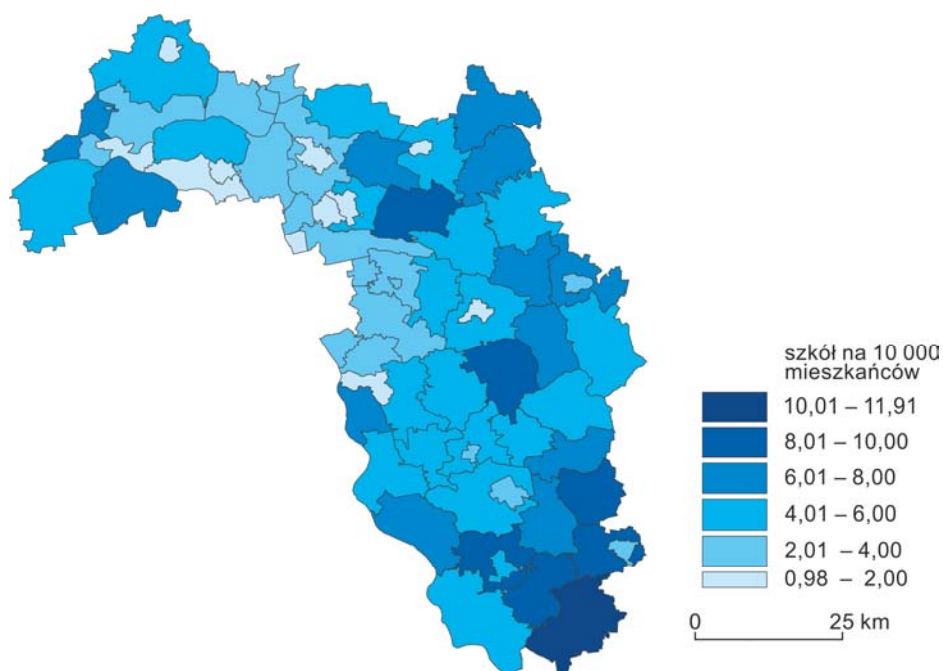 szkół na 10 000
mieszkańców
10,01 – 11,91
8,01 – 10,00
6,01 – 8,00
4,01 – 6,00
2,01 – 4,00
0,98 – 2,00
0 25 km